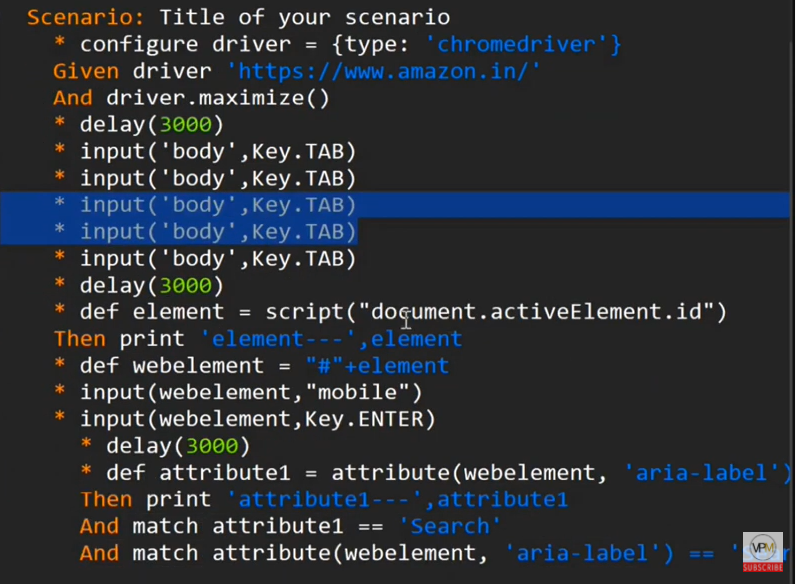 Scenario: Title of your scenario
* configure driver = {type: 'chromedriver'}
Given driver 'https://www.amazon.in/'
And driver.maximize()
* delay(3000)
* input('body',Key.TAB)
* input('body',Key.TAB)
* input('body',Key.TAB)
* input('body',Key.TAB)
* input('body',Key.TAB)
* delay(3000)
* def element = script("document.activeElement.id")
Then print 'element---',element
* def webelement = "#"+element
* input(webelement,"mobile")
* input(webelement,Key.ENTER)
* delay(3000)
* def attribute1 = attribute(webelement, 'aria-label')
Then print 'attribute1---',attribute1
And match attribute1 == 'Search'
And match attribute(webelement, 'aria-label') ==
VPM
SUBSCRIBE